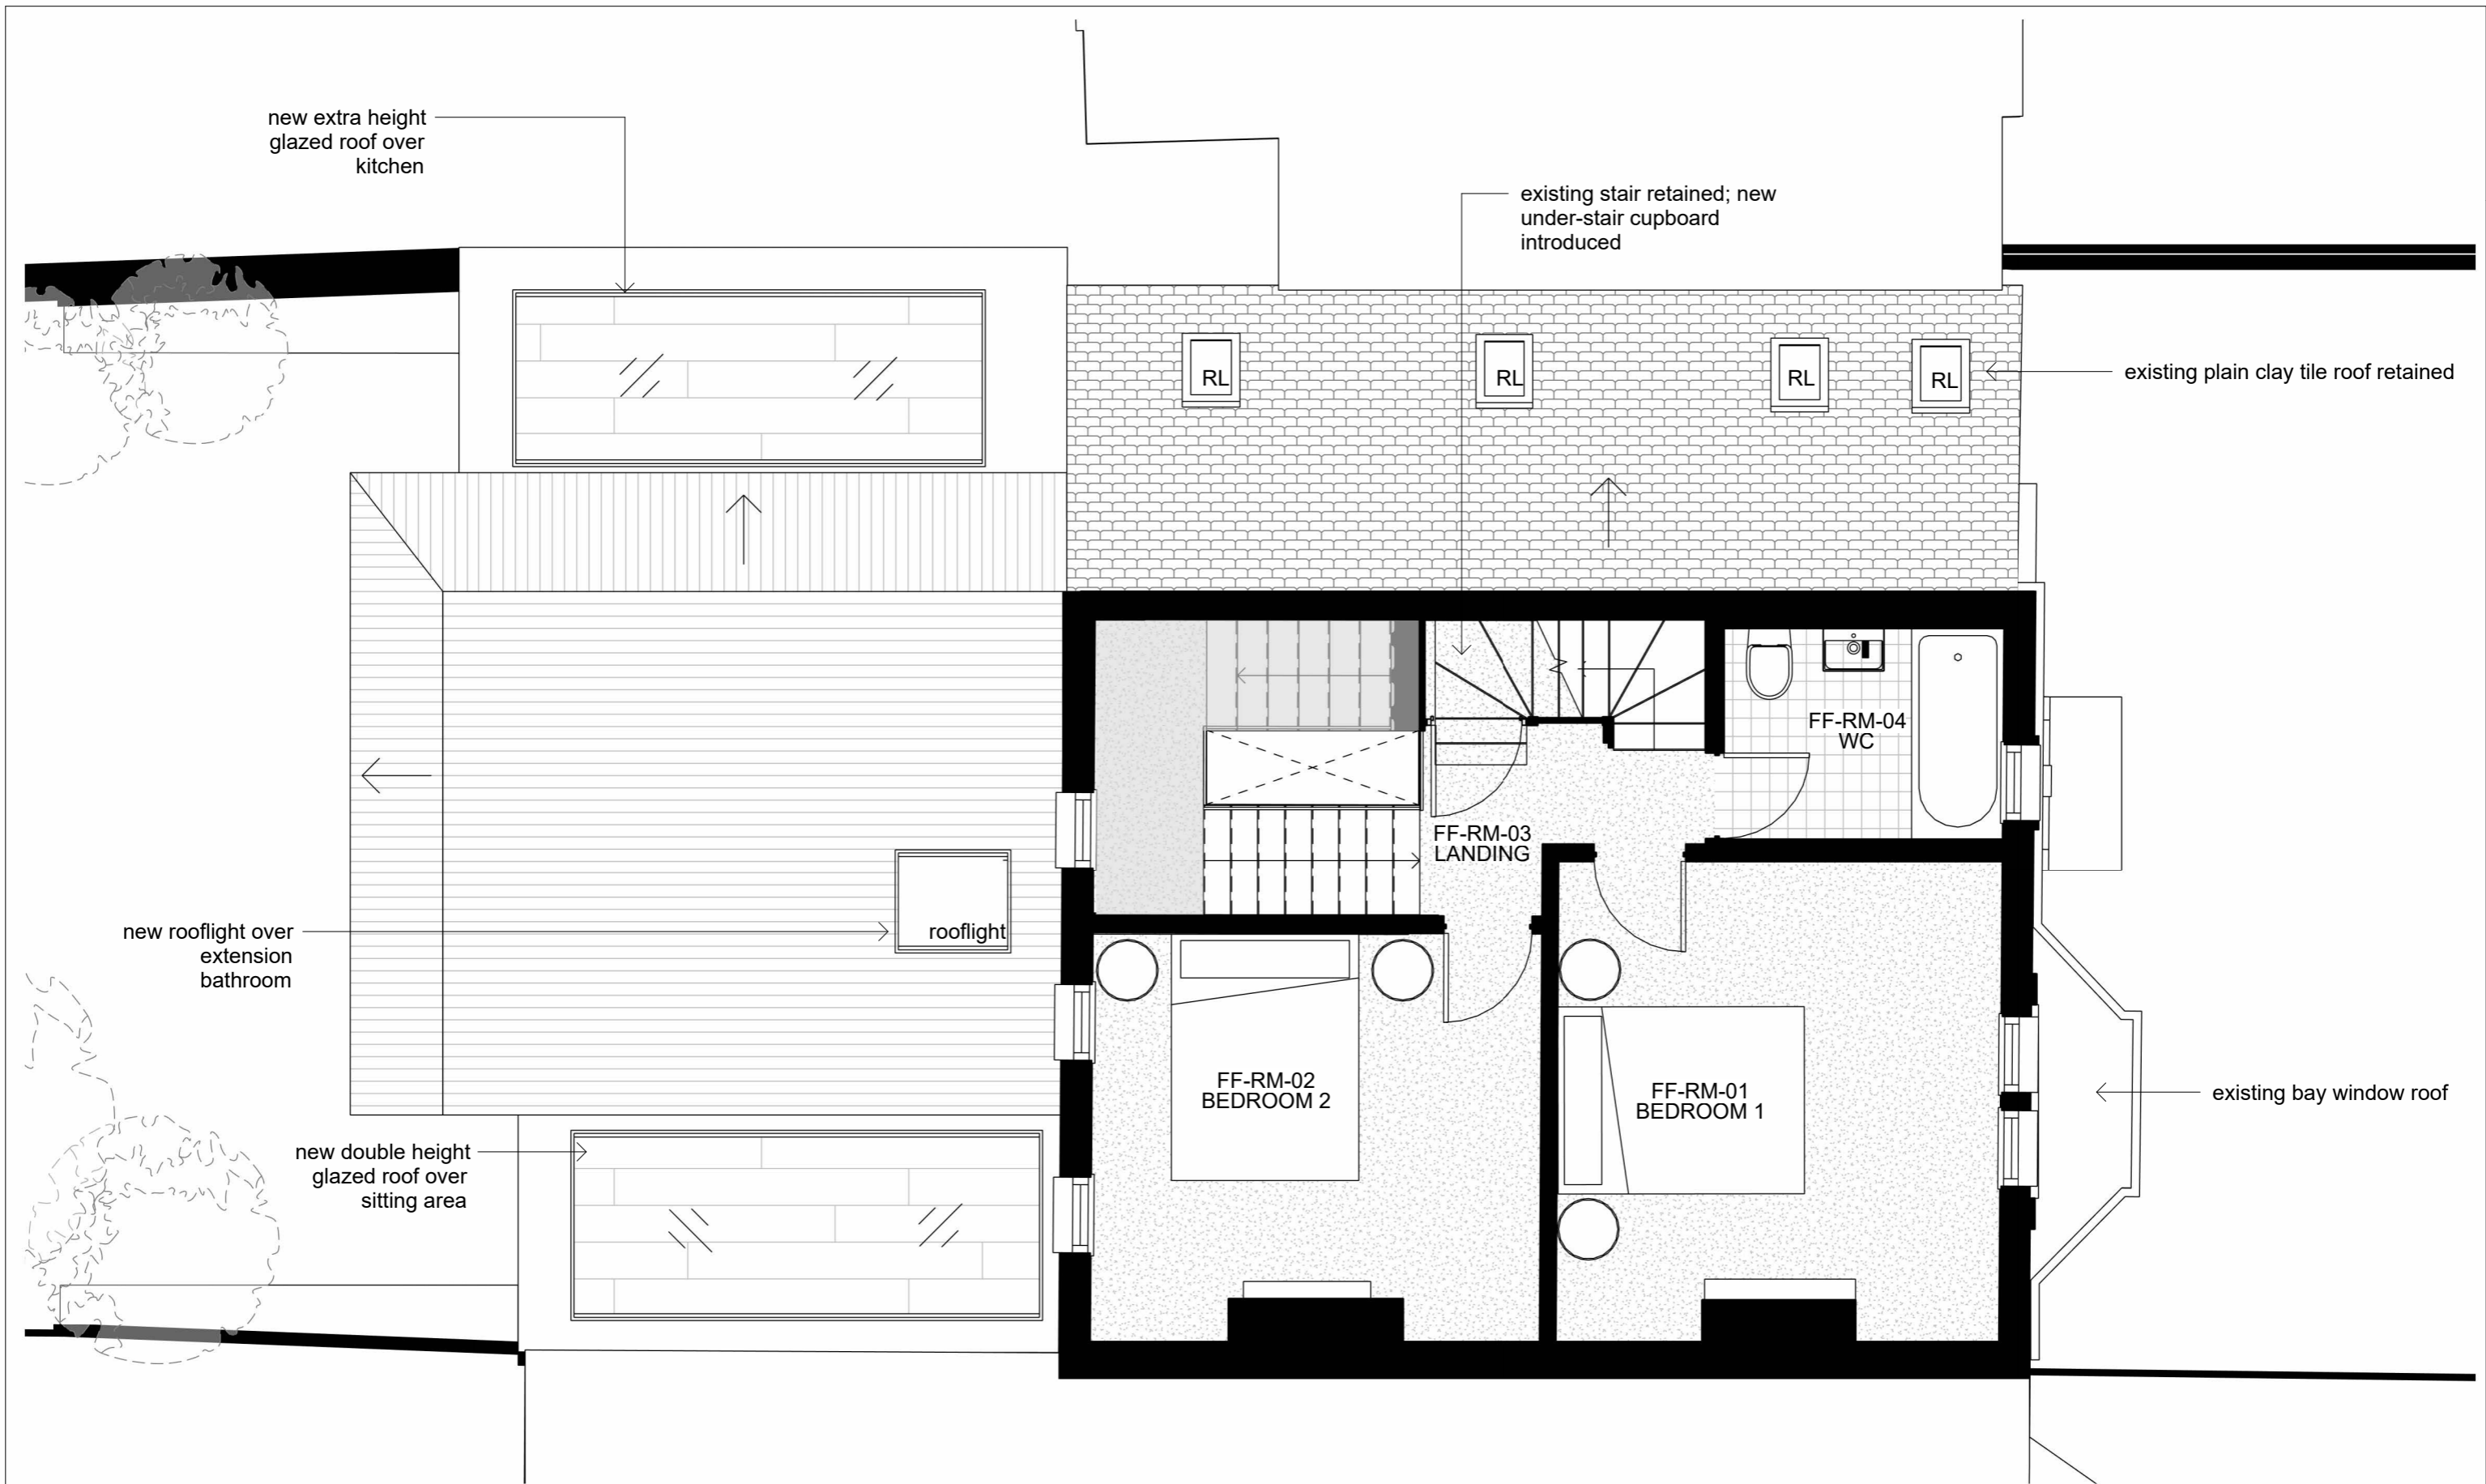 new extra height
glazed roof over
kitchen
existing stair retained; new
under-stair cupboard
introduced
RL
RL
RL
RL
existing plain clay tile roof retained
FF-RM-04
WC
FF-RM-03
LANDING
new rooflight over
extension
bathroom
rooflight
FF-RM-02
BEDROOM 2
FF-RM-01
BEDROOM 1
existing bay window roof
new double height
glazed roof over
sitting area